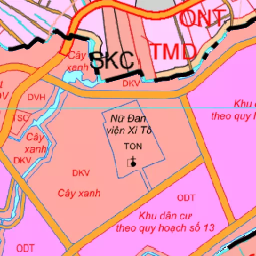 ONT
TMD
SKC
Cây
xanh
DKV
DVH
TSC
Cây
xanh
DKV
Nữ Đan
viện Xi Tô
TON
Khu
theo quy h
DKV
Cây xanh
ODT
Khu dân cư
theo quy hoạch số 13
ODT